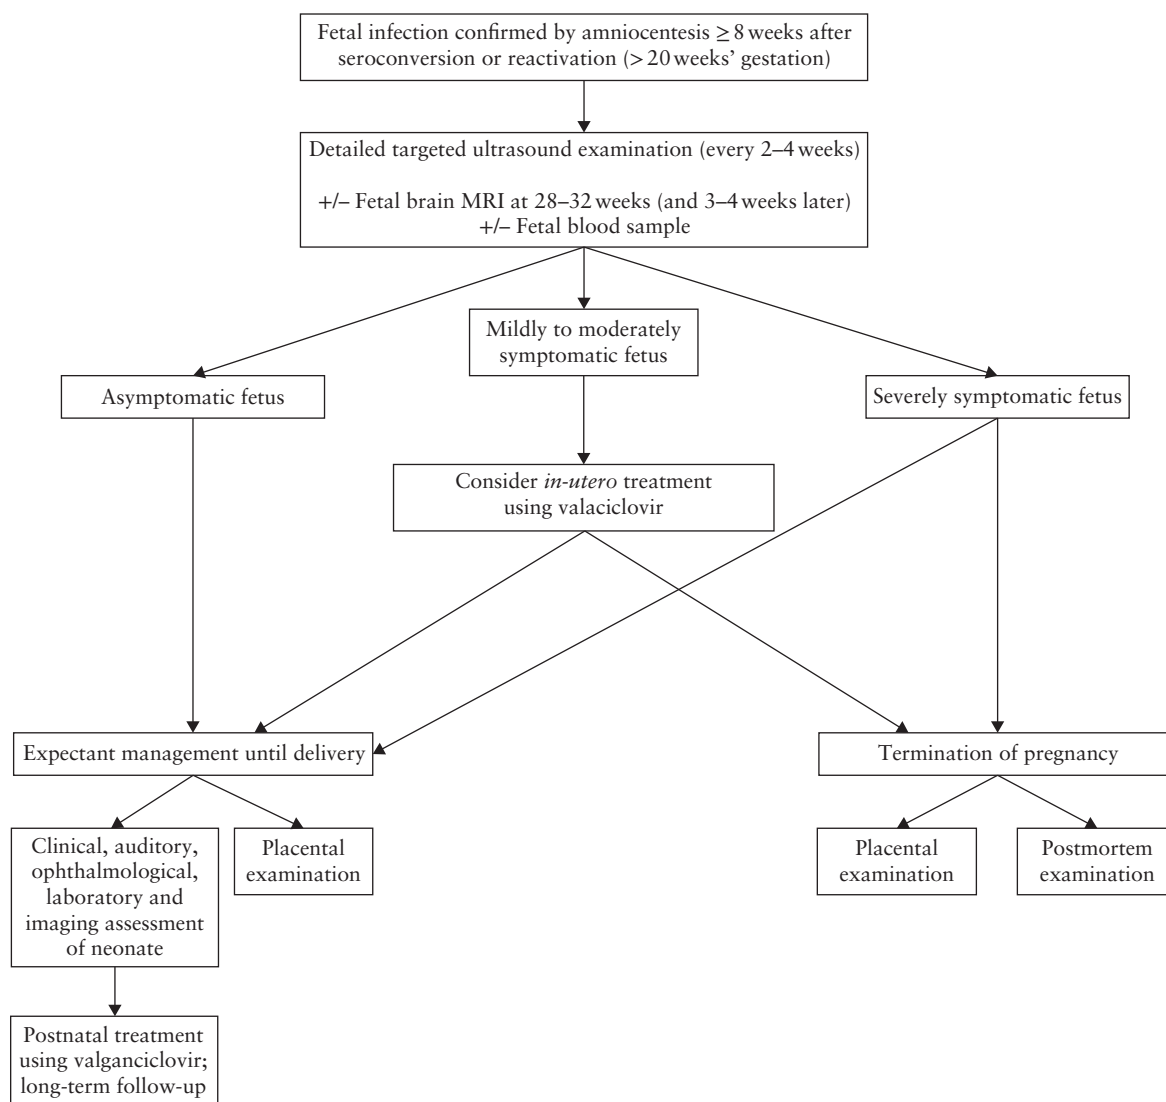 Fetal infection confirmed by amniocentesis ≥ 8 weeks after
seroconversion or reactivation (> 20 weeks’ gestation)
Detailed targeted ultrasound examination (every 2–4 weeks)
+/– Fetal brain MRI at 28–32 weeks (and 3–4 weeks later)
+/– Fetal blood sample
Mildly to moderately
symptomatic fetus
Asymptomatic fetus
Severely symptomatic fetus
Consider in-utero treatment
using valaciclovir
Expectant management until delivery
Termination of pregnancy
Clinical, auditory,
ophthalmological,
laboratory and
imaging assessment
of neonate
Placental
examination
Placental
examination
Postmortem
examination
Postnatal treatment
using valganciclovir;
long-term follow-up